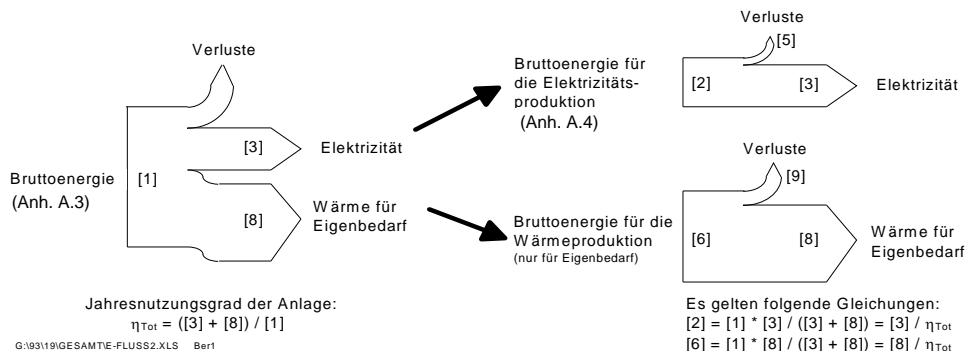 Verluste
[3]
Elektrizität
Bruttoenergie
(Anh. A.3)
[1]
[8]
Wärme für
Eigenbedarf
Jahresnutzungsgrad der Anlage:
ηTot = ([3] + [8]) / [1]
G:\93\19\GESAMT\E-FLUSS2.XLS Ber1
Bruttoenergie für
die Elektrizitäts-
produktion
(Anh. A.4)
Verluste
[5]
[2]
[3]
Elektrizität
Bruttoenergie für die
Wärmeproduktion
(nur für Eigenbedarf)
Verluste
[9]
[6]
[8]
Wärme für
Eigenbedarf
Es gelten folgende Gleichungen:
[2] = [1] * [3] / ([3] + [8]) = [3] / ηTot
[6] = [1] * [8] / ([3] + [8]) = [8] / ηTot